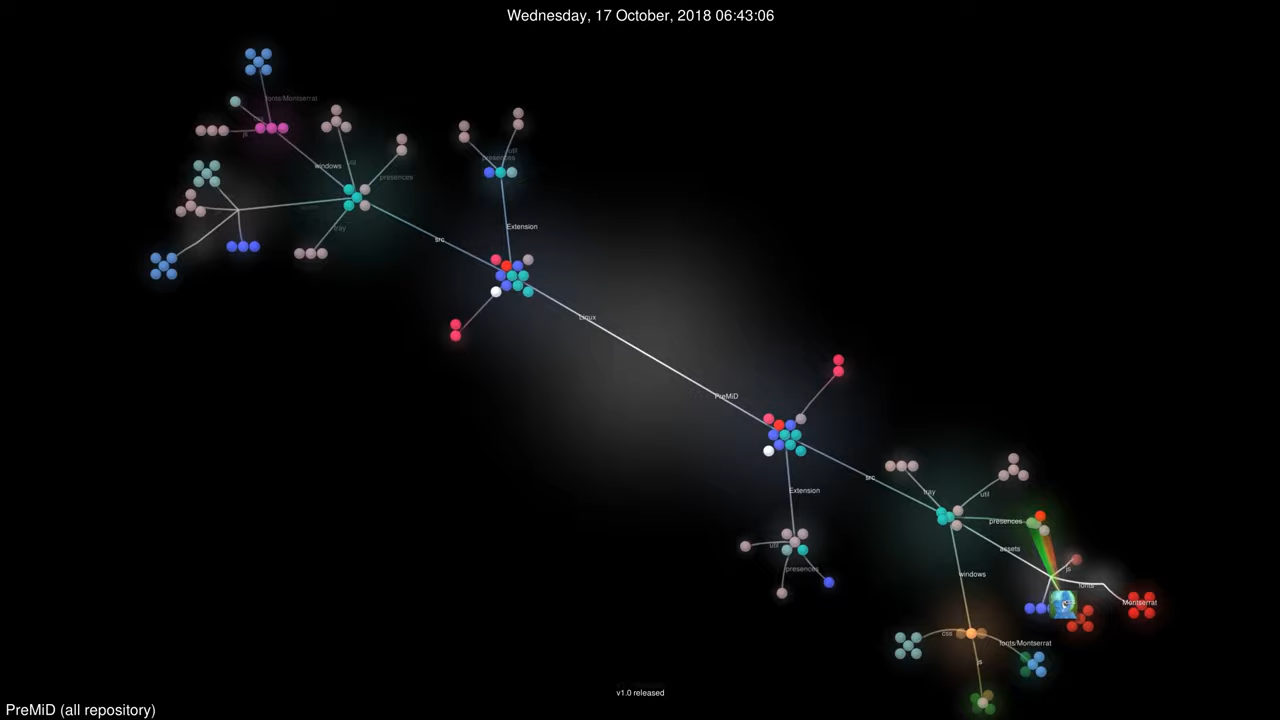 Wednesday, 17 October, 2018 06:43:06
fonts/Montserrat
js
windows
presences
util
presences
tray
Extension
src
Linux
PreMiD
src
Extension
tray
util
presences
util
assets
presences
js
windows
fonts
Montserrat
css
fonts/Montserrat
js
v1.0 released
PreMiD (all repository)